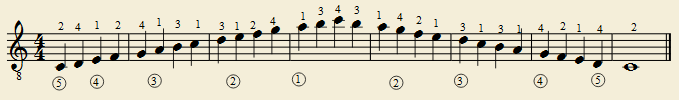 2 4 1 2 4 1 3 1 3 1 2 4 1 3 4 3 1 4 2 1 3 1 3 1 4 2 1 4 2
4 4
8
C D E F G A B C D E F G A B C B A G F E D C B A G F E D C
⑤ ④ ③ ② ① ② ③ ④ ⑤